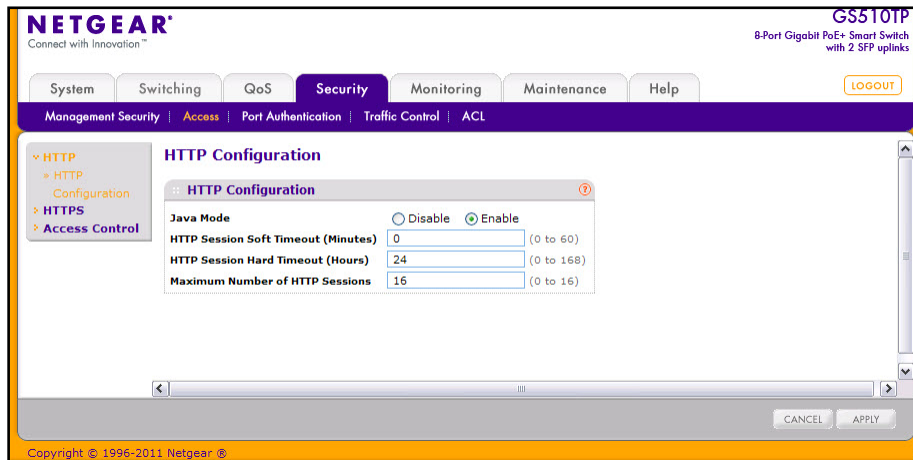 NETGEAR®
Connect with Innovation™
GS510TP
8-Port Gigabit PoE+ Smart Switch
with 2 SFP uplinks
System Switching QoS Security Monitoring Maintenance Help LOGOUT
Management Security Access Port Authentication Traffic Control ACL
HTTP
» HTTP
Configuration
HTTPS
Access Control
HTTP Configuration
HTTP Configuration ?
Java Mode Disable Enable
HTTP Session Soft Timeout (Minutes) 0 (0 to 60)
HTTP Session Hard Timeout (Hours) 24 (0 to 168)
Maximum Number of HTTP Sessions 16 (0 to 16)
CANCEL APPLY
Copyright © 1996-2011 Netgear ®